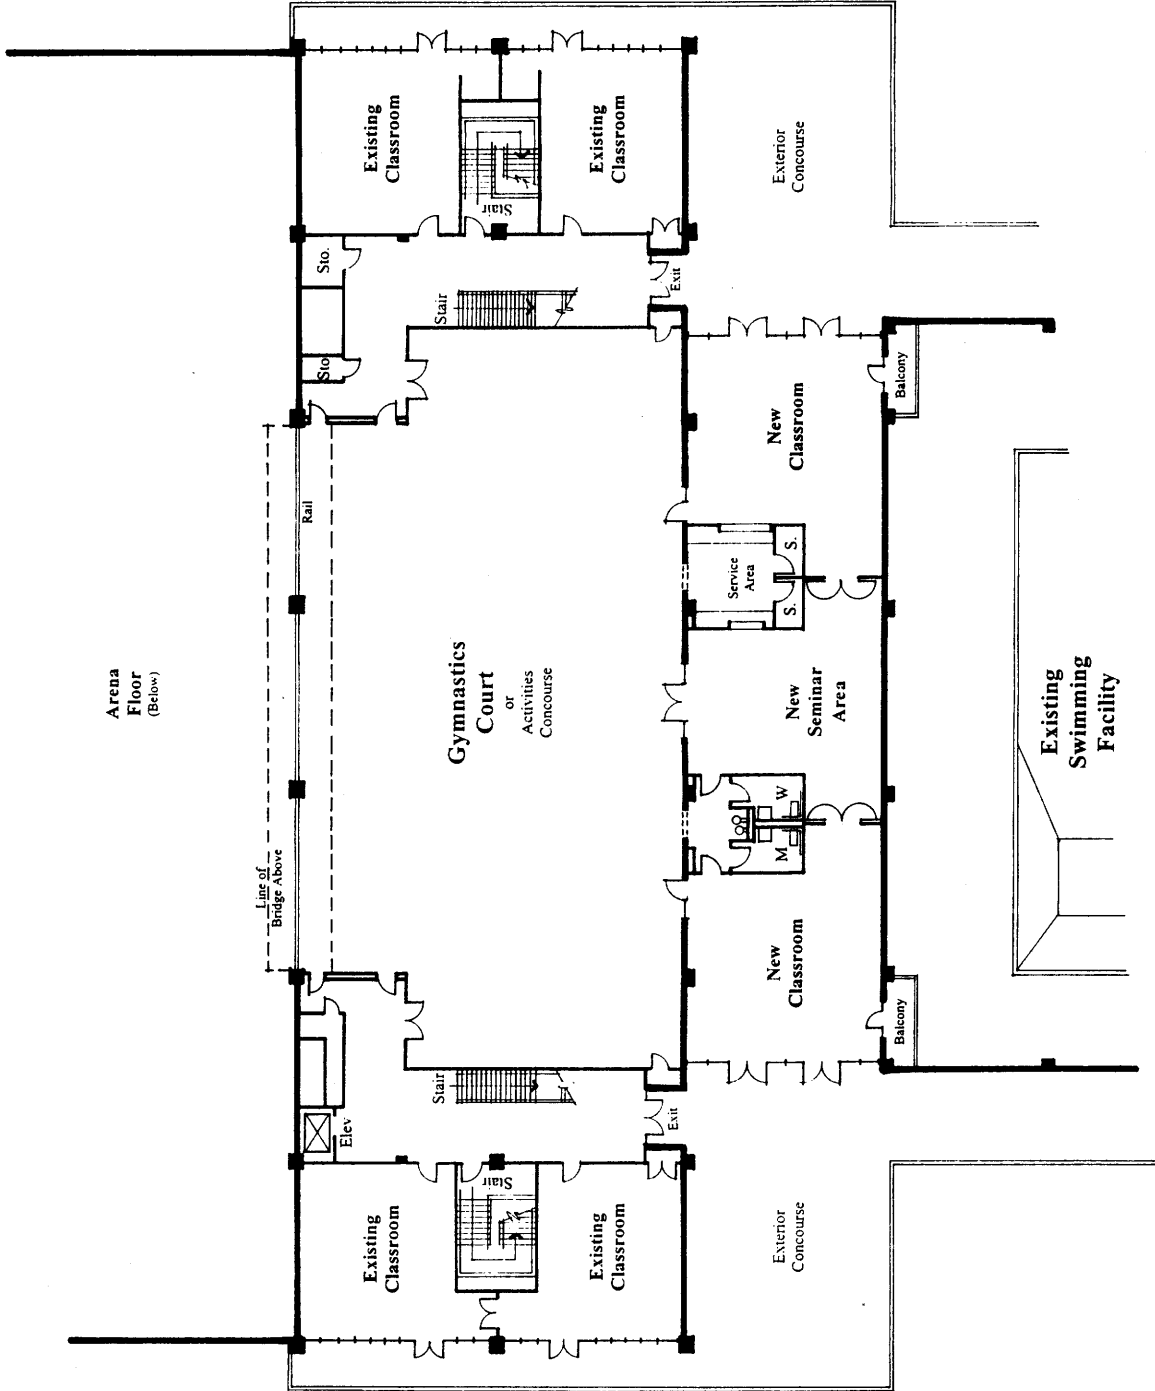 Arena
Floor
(Below)
Line of
Bridge Above
Rail
Existing
Classroom
Stair
Existing
Classroom
Exterior
Concourse
Sto.
Sto
Stair
Exit
Gymnastics
Court
or
Activities
Concourse
New
Classroom
Balcony
Service
Area
S.
S.
New
Seminar
Area
W
M
New
Classroom
Balcony
Existing
Swimming
Facility
Stair
Exit
Elev
Existing
Classroom
Stair
Existing
Classroom
Exterior
Concourse